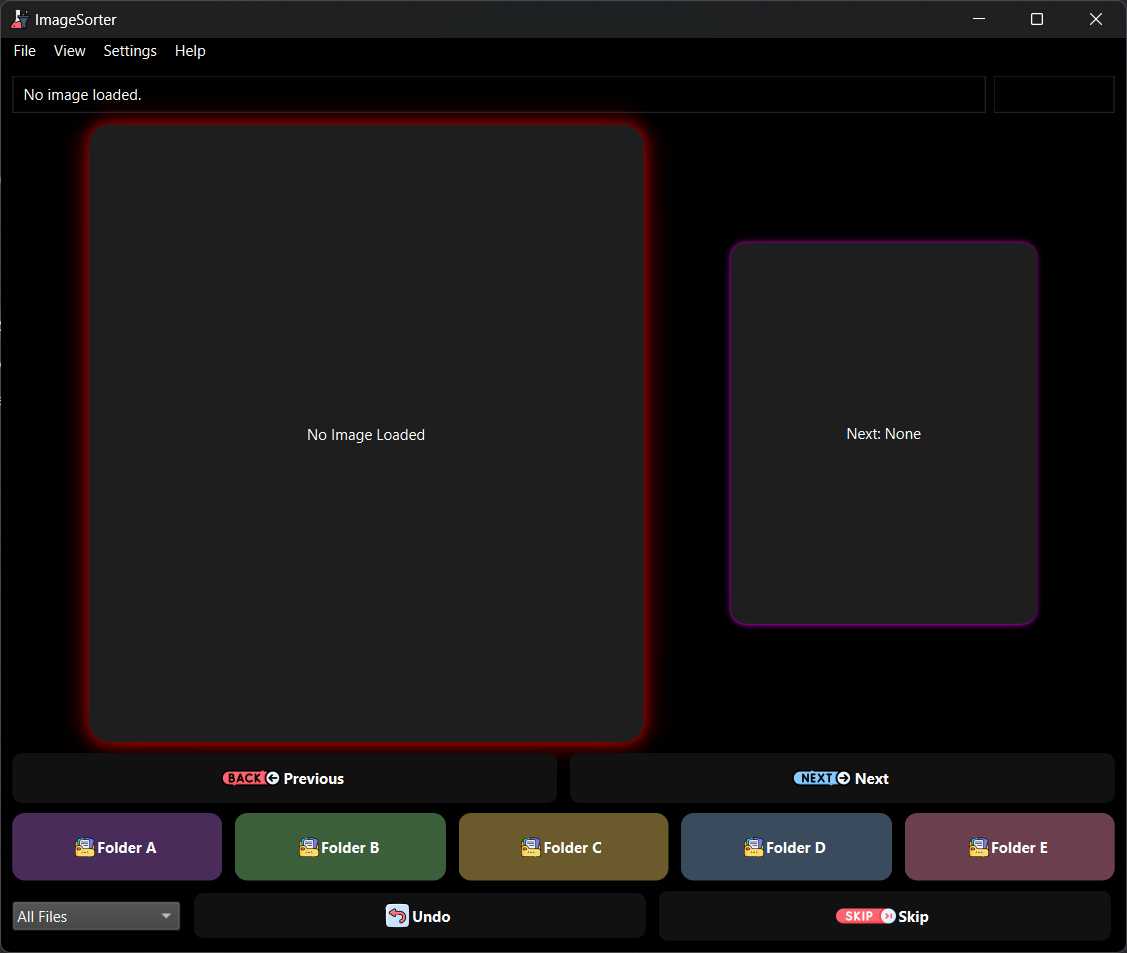 ImageSorter
File View Settings Help
No image loaded.
No Image Loaded
Next: None
BACK Previous
NEXT Next
Folder A
Folder B
Folder C
Folder D
Folder E
All Files
Undo
SKIP Skip